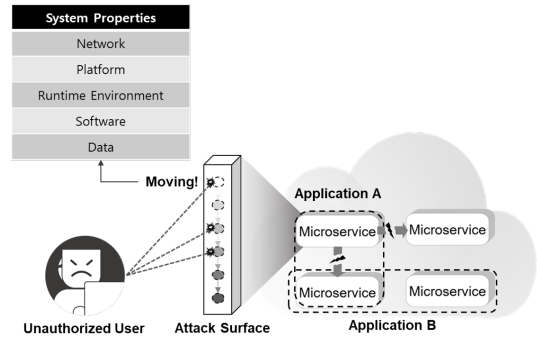 System Properties
Network
Platform
Runtime Environment
Software
Data
Moving!
Application A
Microservice
Microservice
Microservice
Microservice
Unauthorized User
Attack Surface
Application B